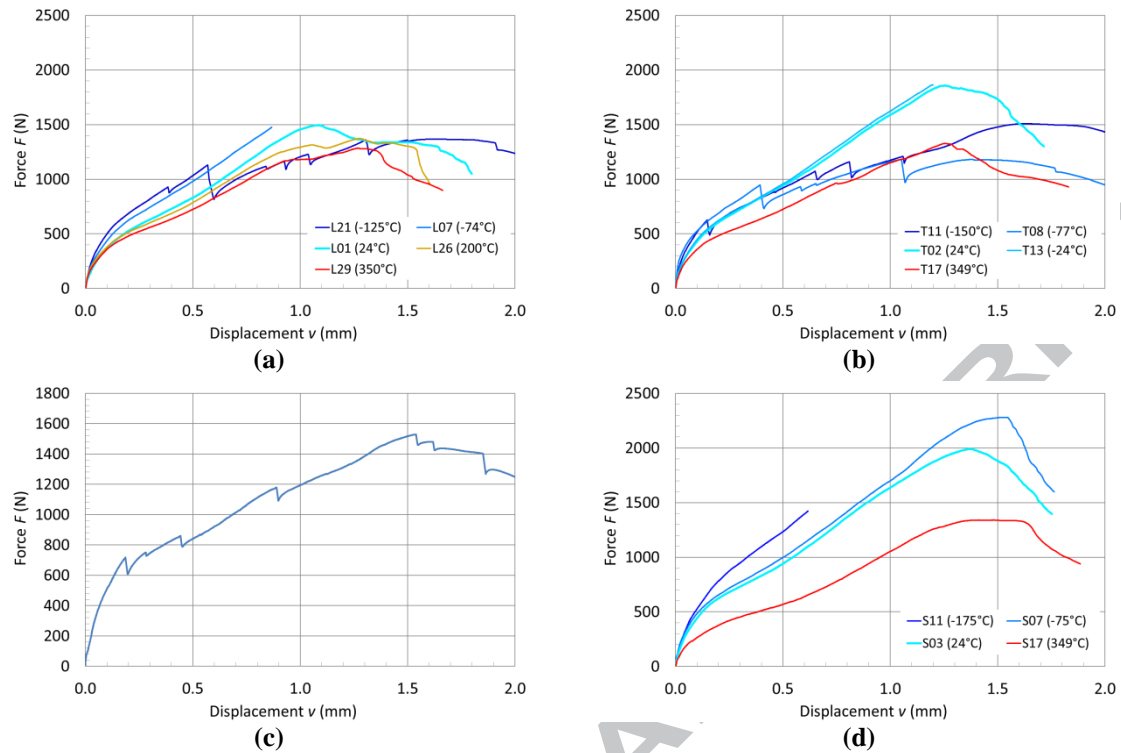 (a)
2500
2000
1500
1000
500
0
Force F (N)
L21 (-125°C) L07 (-74°C)
L01 (24°C) L26 (200°C)
L29 (350°C)
0.0 0.5 1.0 1.5 2.0
Displacement v (mm)
(a)
(b)
2500
2000
1500
1000
500
0
Force F (N)
T11 (-150°C) T08 (-77°C)
T02 (24°C) T13 (-24°C)
T17 (349°C)
0.0 0.5 1.0 1.5 2.0
Displacement v (mm)
(b)
1800
1600
1400
1200
1000
800
600
400
200
0
Force F (N)
0.0 0.5 1.0 1.5 2.0
Displacement v (mm)
(c)
2500
2000
1500
1000
500
0
Force F (N)
S11 (-175°C) S07 (-75°C)
S03 (24°C) S17 (349°C)
0.0 0.5 1.0 1.5 2.0
Displacement v (mm)
(d)